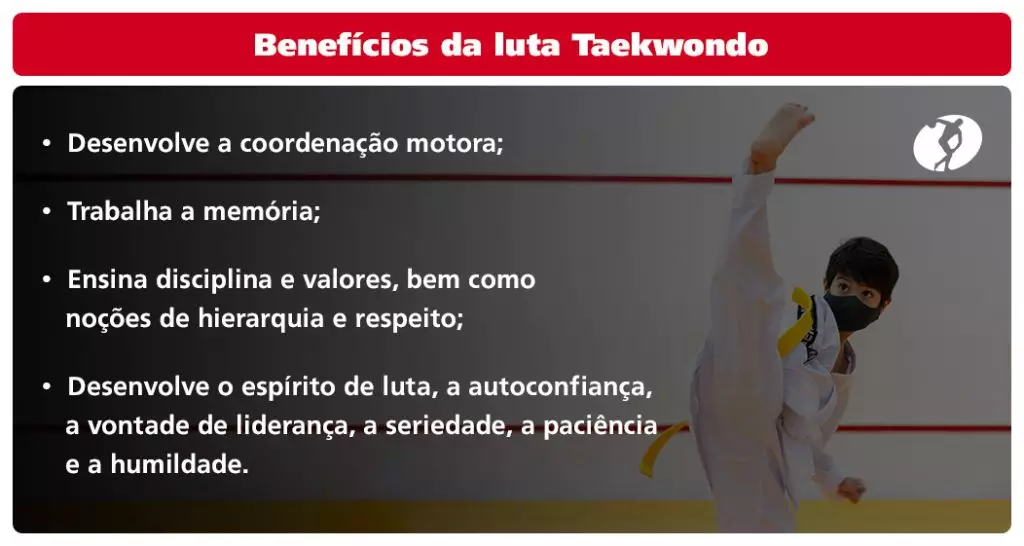 Benefícios da luta Taekwondo
• Desenvolve a coordenação motora;
• Trabalha a memória;
• Ensina disciplina e valores, bem como
noções de hierarquia e respeito;
• Desenvolve o espírito de luta, a autoconfiança,
a vontade de liderança, a seriedade, a paciência
e a humildade.